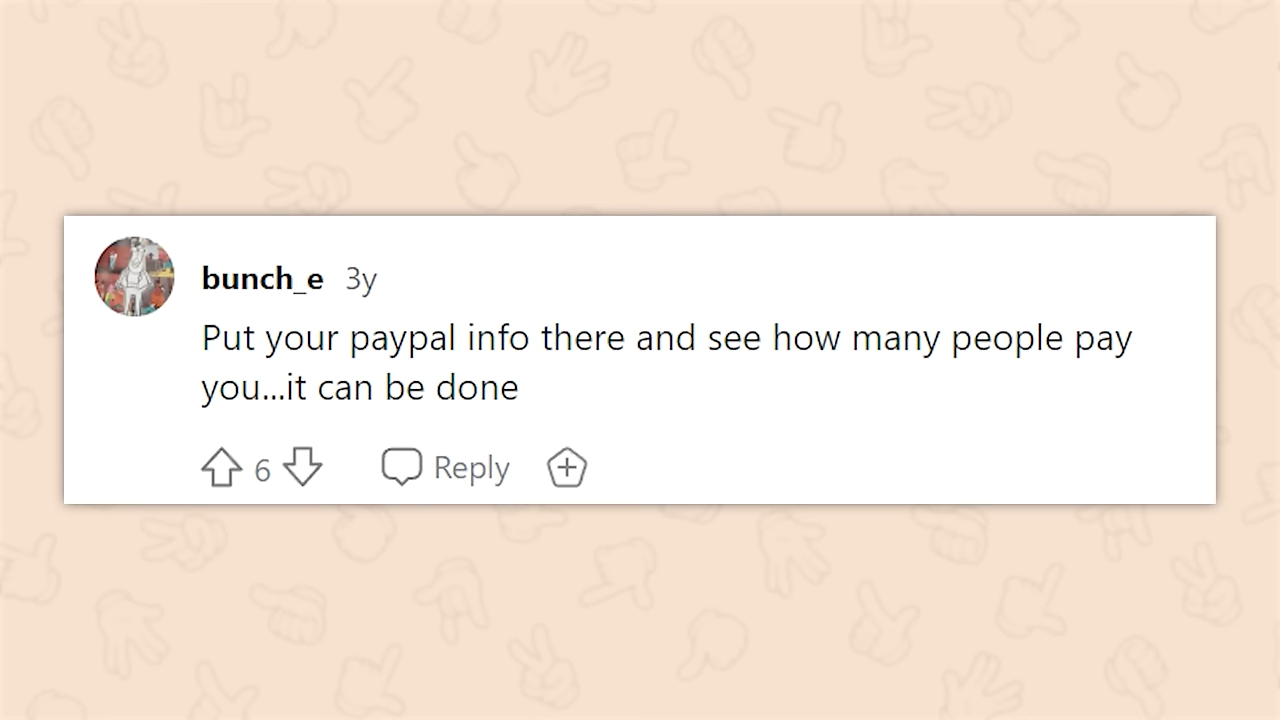 bunch_e 3y
Put your paypal info there and see how many people pay
you...it can be done
6 Reply